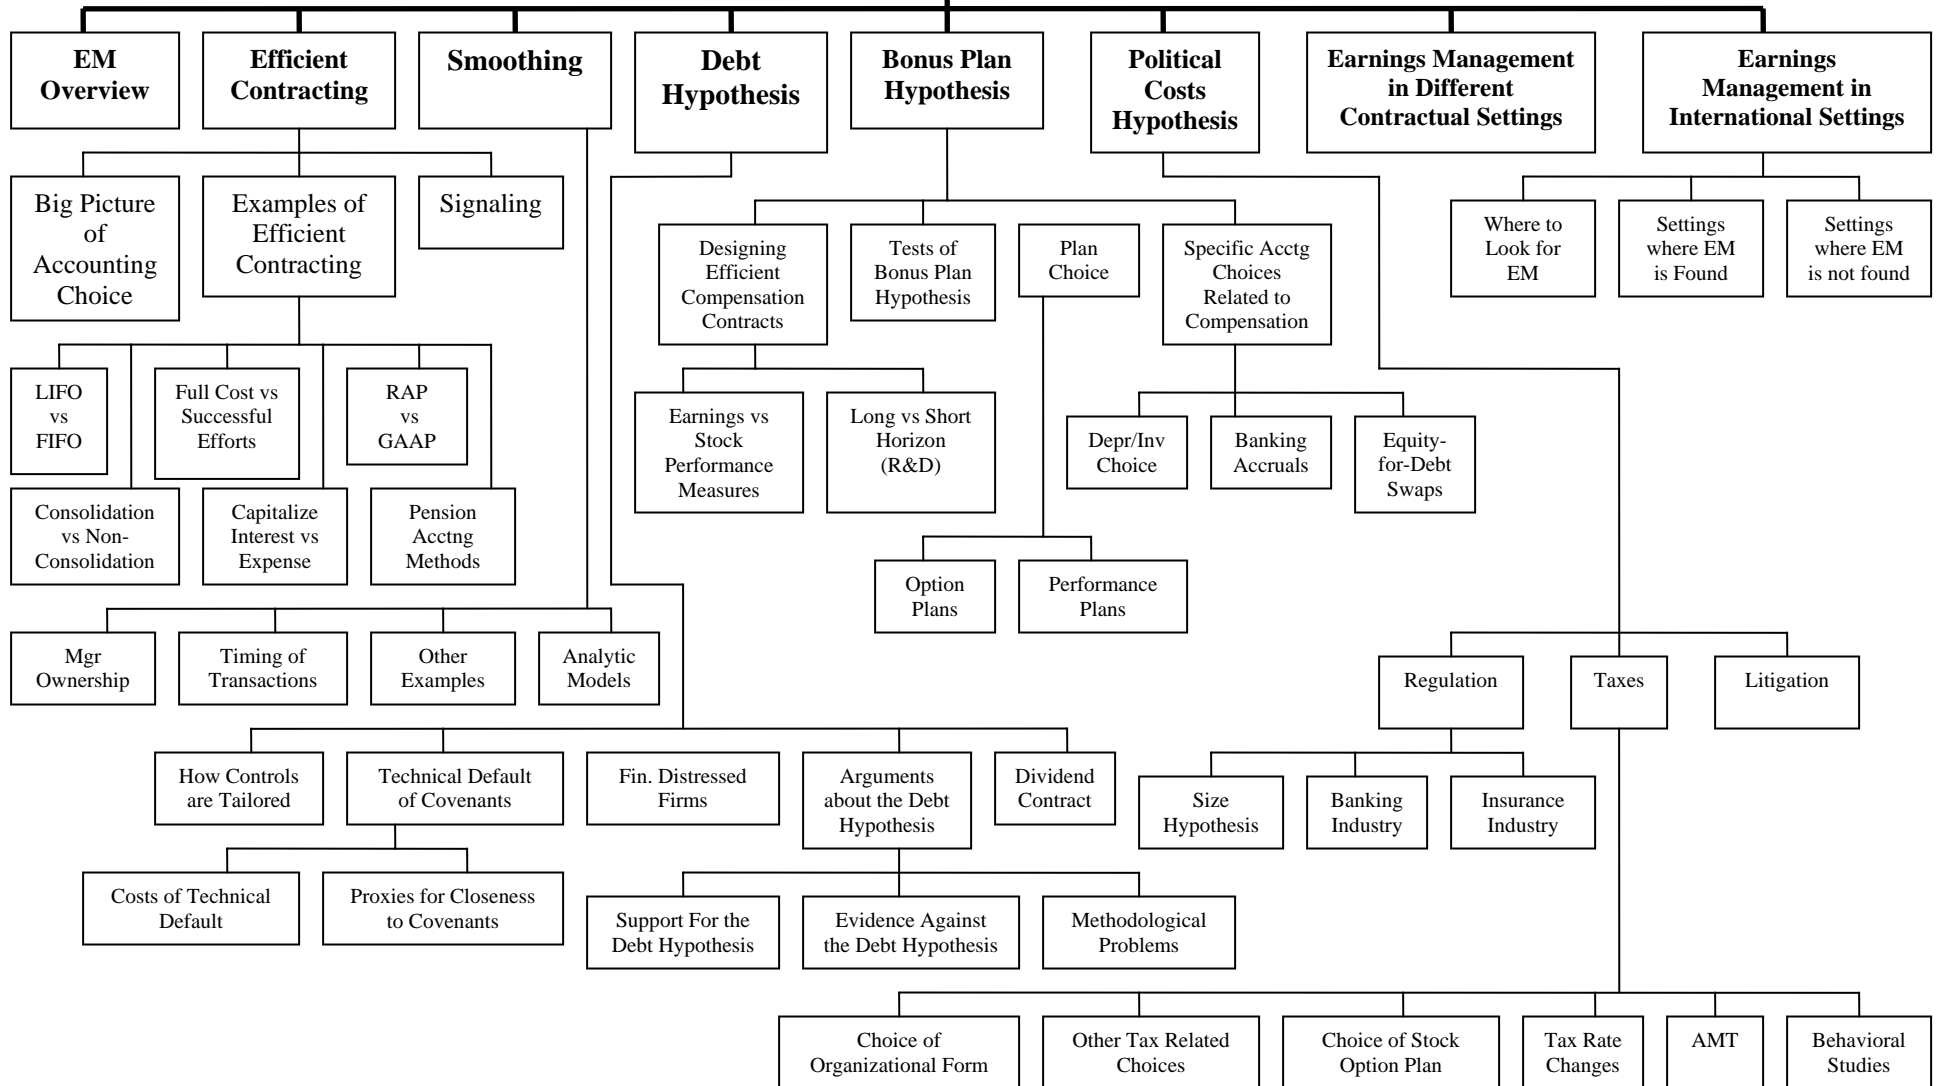 EM
Overview
Efficient
Contracting
Smoothing
Debt
Hypothesis
Bonus Plan
Hypothesis
Political
Costs
Hypothesis
Earnings Management
in Different
Contractual Settings
Earnings
Management in
International Settings
Big Picture
of
Accounting
Choice
Examples of
Efficient
Contracting
Signaling
Designing
Efficient
Compensation
Contracts
Tests of
Bonus Plan
Hypothesis
Plan
Choice
Specific Acctg
Choices
Related to
Compensation
Where to
Look for
EM
Settings
where EM
is Found
Settings
where EM
is not found
LIFO
vs
FIFO
Full Cost vs
Successful
Efforts
RAP
vs
GAAP
Earnings vs
Stock
Performance
Measures
Long vs Short
Horizon
(R&D)
Depr/Inv
Choice
Banking
Accruals
Equity-
for-Debt
Swaps
Consolidation
vs Non-
Consolidation
Capitalize
Interest vs
Expense
Pension
Acctng
Methods
Option
Plans
Performance
Plans
Mgr
Ownership
Timing of
Transactions
Other
Examples
Analytic
Models
Regulation
Taxes
Litigation
How Controls
are Tailored
Technical Default
of Covenants
Fin. Distressed
Firms
Arguments
about the Debt
Hypothesis
Dividend
Contract
Size
Hypothesis
Banking
Industry
Insurance
Industry
Costs of Technical
Default
Proxies for Closeness
to Covenants
Support For the
Debt Hypothesis
Evidence Against
the Debt Hypothesis
Methodological
Problems
Choice of
Organizational Form
Other Tax Related
Choices
Choice of Stock
Option Plan
Tax Rate
Changes
AMT
Behavioral
Studies